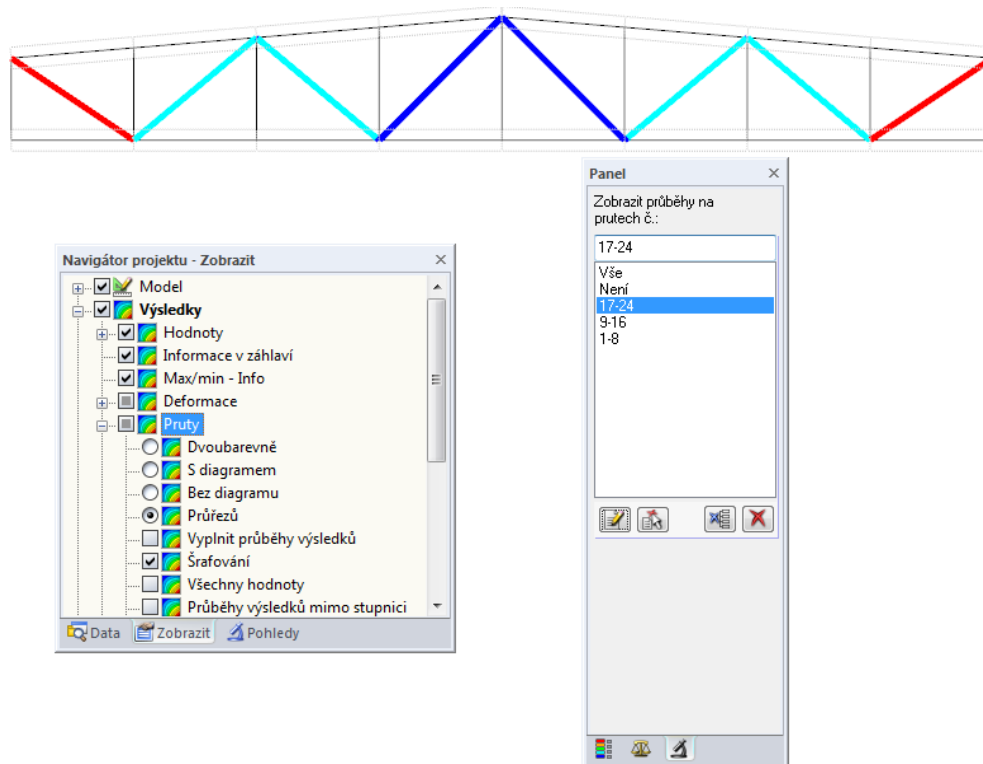 Panel
Zobrazit průběhy na
prutech č.:
17-24
Vše
Není
17-24
9-16
1-8
Navigátor projektu - Zobrazit
Model
Výsledky
Hodnoty
Informace v záhlaví
Max/min - Info
Deformace
Pruty
Dvoubarevně
S diagramem
Bez diagramu
Průřezů
Vyplnit průběhy výsledků
Šrafování
Všechny hodnoty
Průběhy výsledků mimo stupnici
Data Zobrazit Pohledy